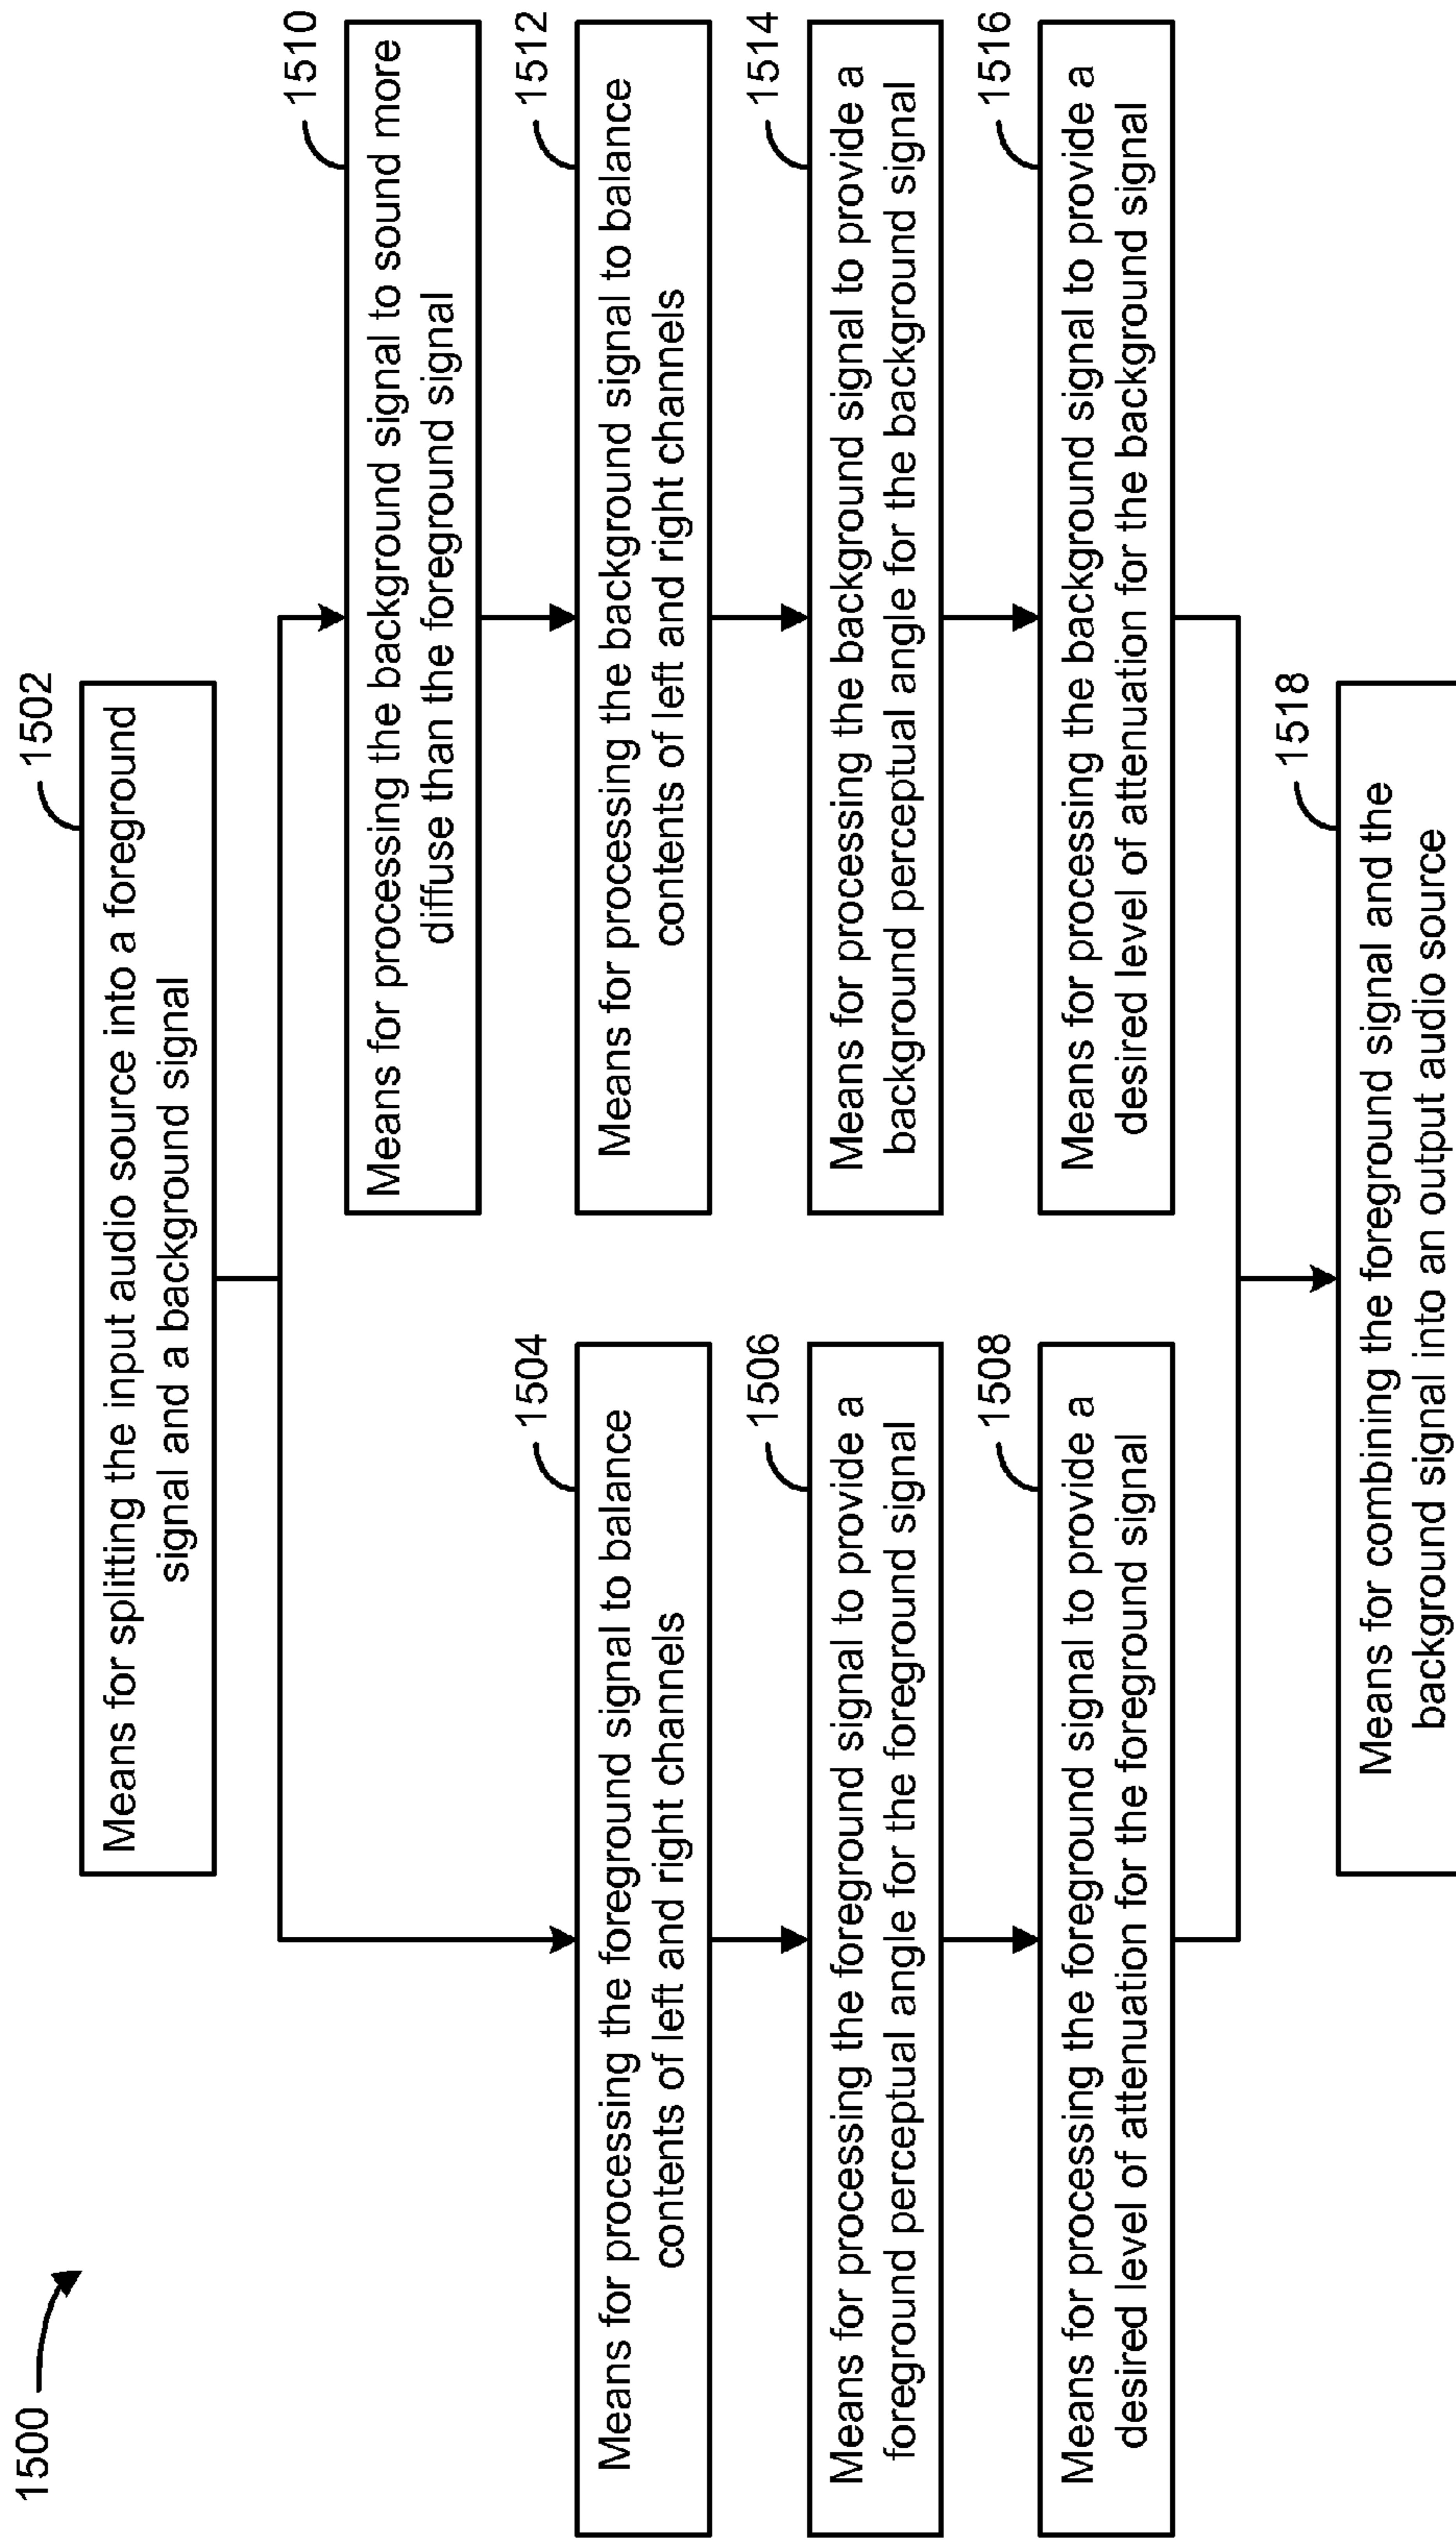 1500
1502
Means for splitting the input audio source into a foreground
signal and a background signal
1504
Means for processing the foreground signal to balance
contents of left and right channels
1506
Means for processing the foreground signal to provide a
foreground perceptual angle for the foreground signal
1508
Means for processing the foreground signal to provide a
desired level of attenuation for the foreground signal
1510
Means for processing the background signal to sound more
diffuse than the foreground signal
1512
Means for processing the background signal to balance
contents of left and right channels
1514
Means for processing the background signal to provide a
background perceptual angle for the background signal
1516
Means for processing the background signal to provide a
desired level of attenuation for the background signal
1518
Means for combining the foreground signal and the
background signal into an output audio source